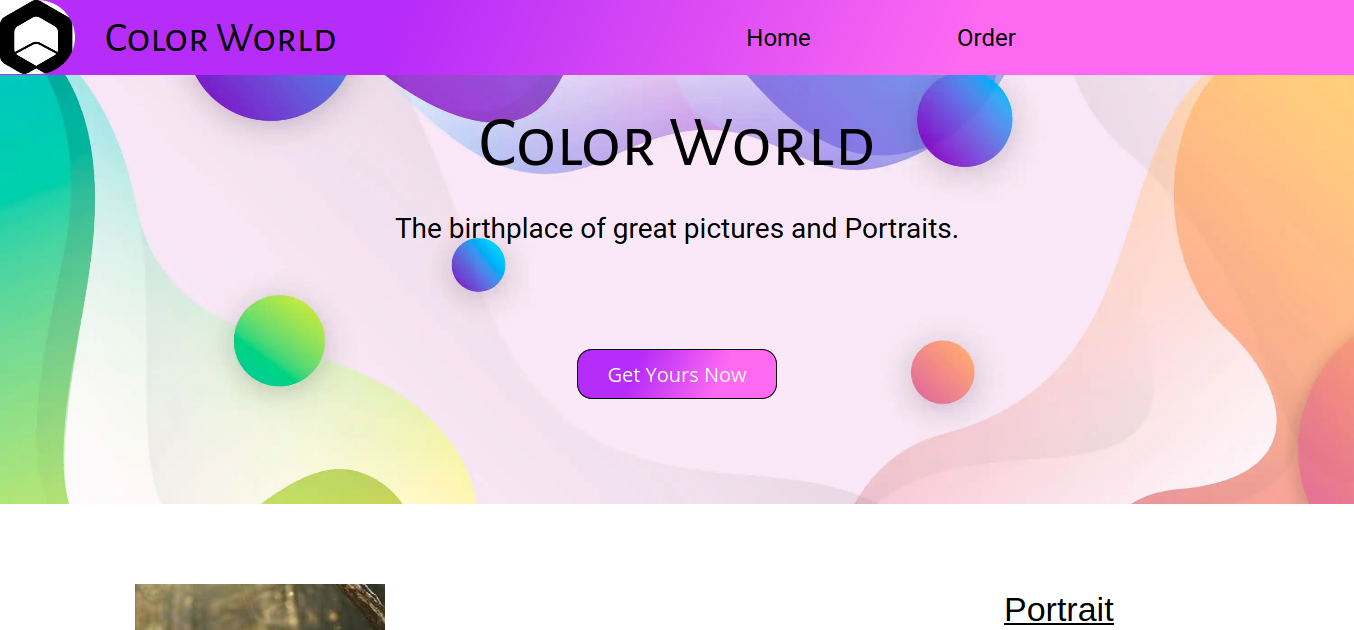 Color World
Home
Order
Color World
The birthplace of great pictures and Portraits.
Get Yours Now
Portrait